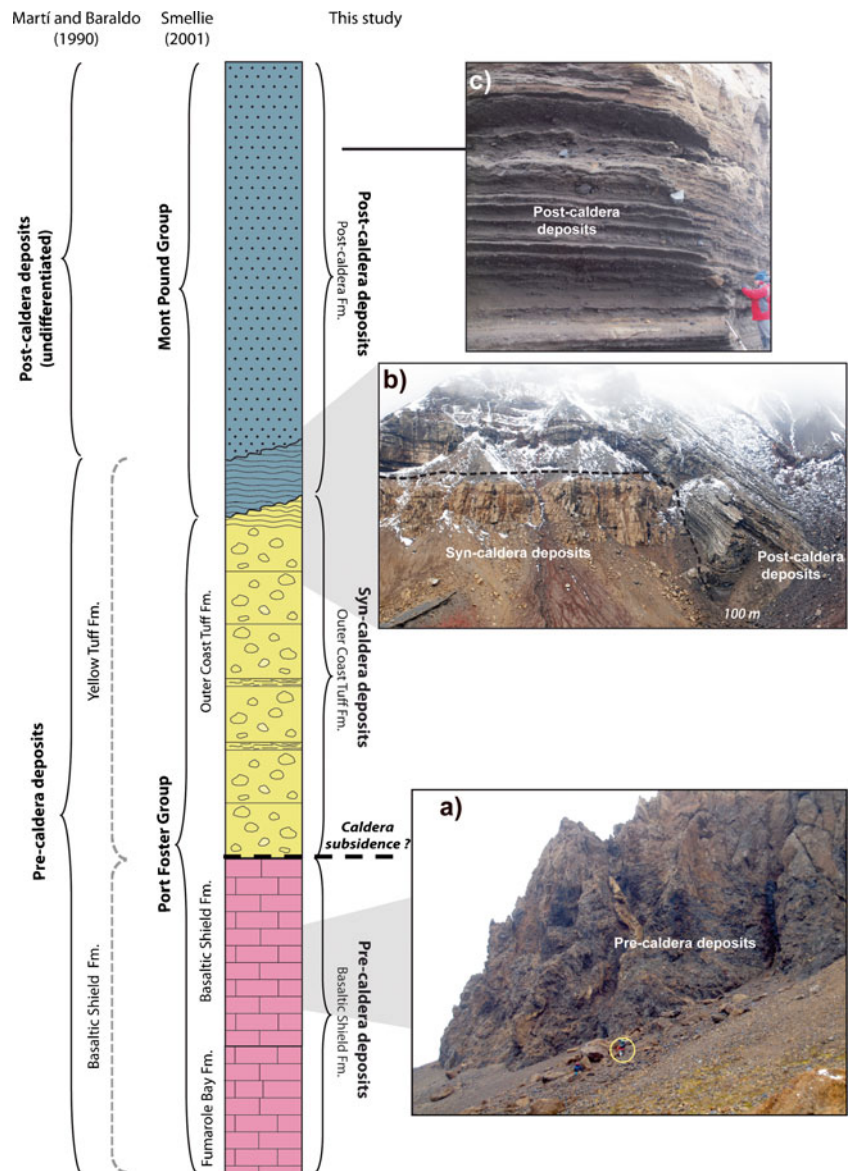 Martí and Baraldo
(1990)
Smellie
(2001)
This study
Post-caldera deposits
(undifferentiated)
Mont Pound Group
Post-caldera deposits
Post-caldera Fm.
c)
Post-caldera
deposits
b)
Syn-caldera deposits
Post-caldera
deposits
100 m
Pre-caldera deposits
Yellow Tuff Fm.
Basaltic Shield Fm.
Port Foster Group
Outer Coast Tuff Fm.
Basaltic Shield Fm.
Fumarole Bay Fm.
Syn-caldera deposits
Outer Coast Tuff Fm.
Caldera
subsidence ?
Pre-caldera deposits
Basaltic Shield Fm.
a)
Pre-caldera deposits